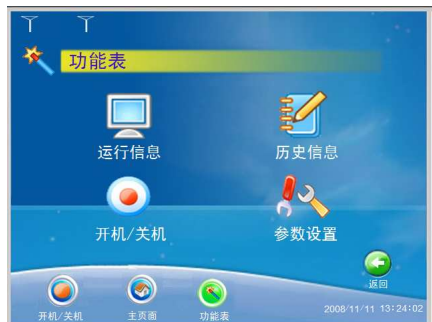 功能表
运行信息
历史信息
开机/关机
参数设置
返回
开机/关机
主页面
功能表
2008/11/11 13:24:02